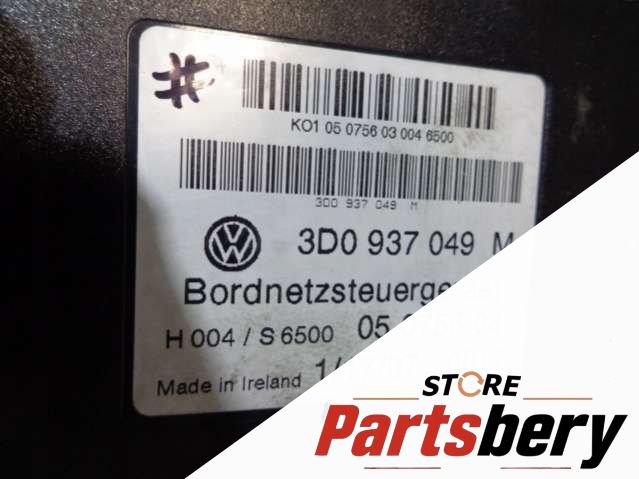 #
KO1 05 0756 03 004 6500
3D0 937 049 M
VW
3D0 937 049 M
H 004 / S 6500
Made in Ireland
STORE
Partsbery